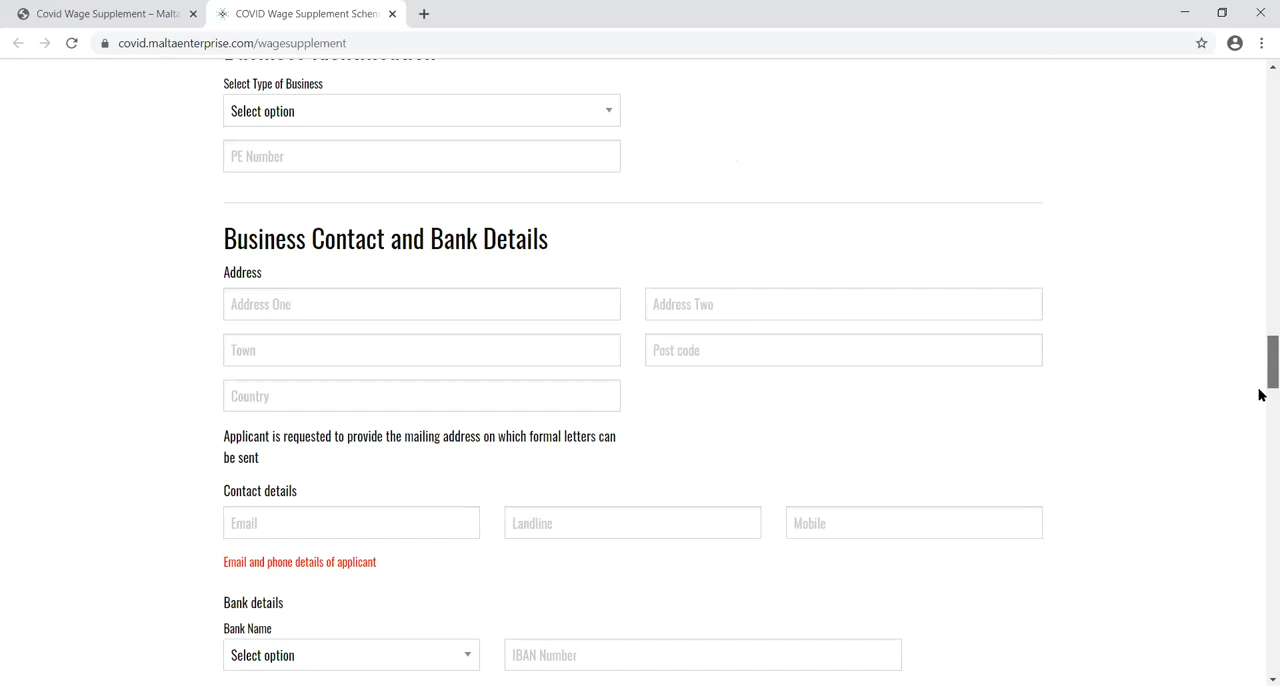 Covid Wage Supplement – Malta
COVID Wage Supplement Schem
covid.maltaenterprise.com/wagesupplement
Select Type of Business
Select option
PE Number
Business Contact and Bank Details
Address
Address One
Address Two
Town
Post code
Country
Applicant is requested to provide the mailing address on which formal letters can
be sent
Contact details
Email
Landline
Mobile
Email and phone details of applicant
Bank details
Bank Name
Select option
IBAN Number